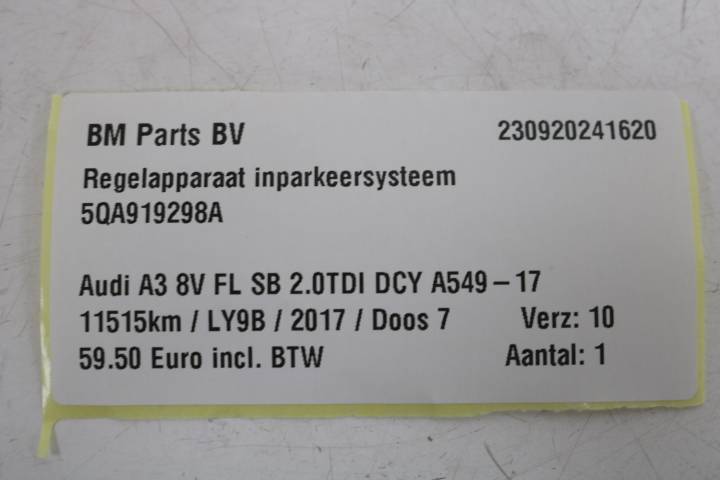 BM Parts BV 230920241620
Regelapparaat inparkeersysteem
5QA919298A
Audi A3 8V FL SB 2.0TDI DCY A549-17
11515km / LY9B / 2017 / Doos 7 Verz: 10
59.50 Euro incl. BTW Aantal: 1